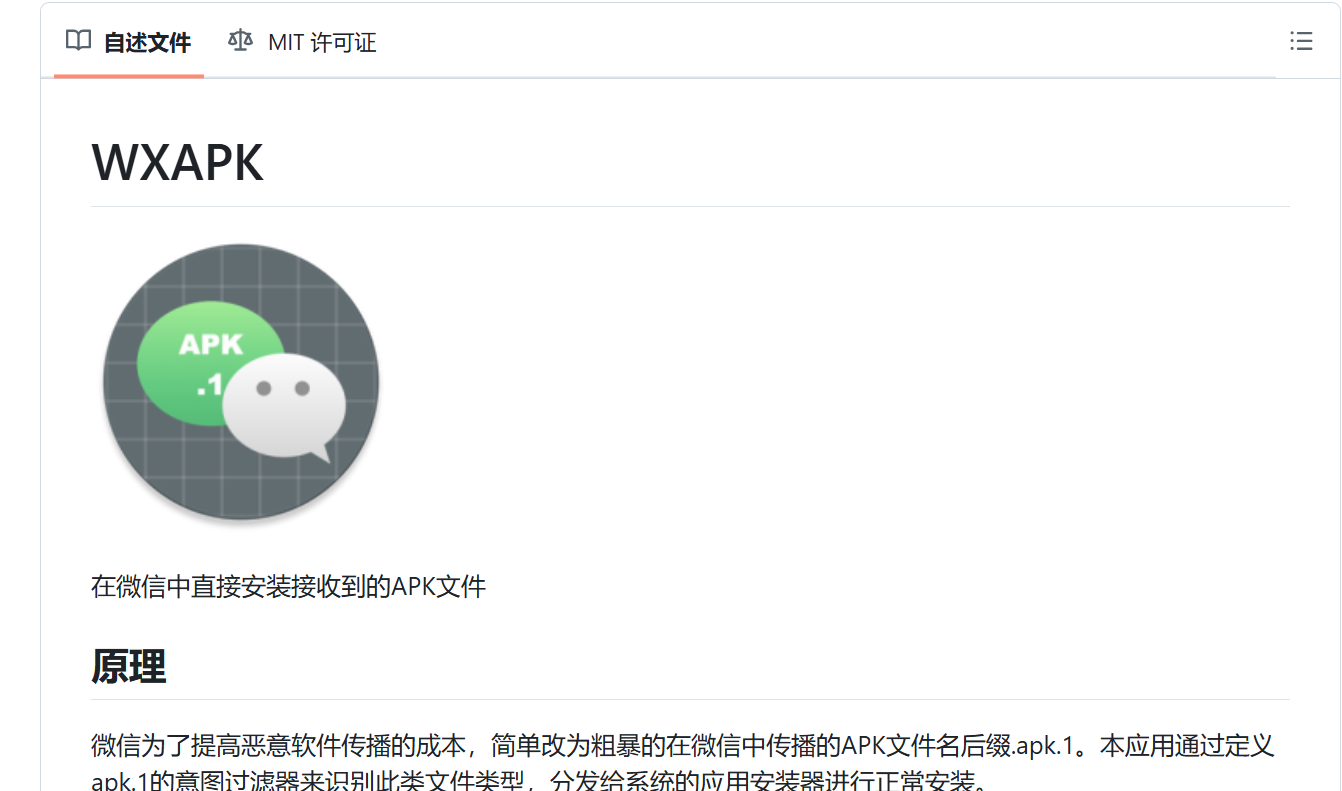 自述文件 MIT 许可证
WXAPK
APK
.1
在微信中直接安装接收到的APK文件
原理
微信为了提高恶意软件传播的成本，简单改为粗暴的在微信中传播的APK文件名后缀.apk.1。本应用通过定义
apk.1的意图过滤器来识别此类文件类型，分发给系统的应用安装器进行正常安装。